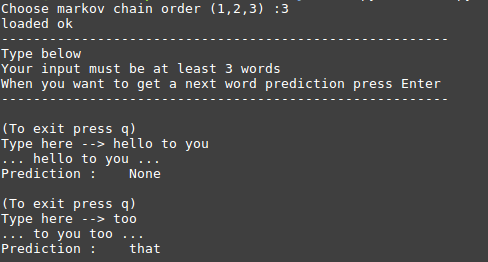 Choose markov chain order (1,2,3) :3
loaded ok
--------------------------------------------------------
Type below
Your input must be at least 3 words
When you want to get a next word prediction press Enter
--------------------------------------------------------
(To exit press q)
Type here --> hello to you
... hello to you ...
Prediction :    None
(To exit press q)
Type here --> too
... to you too ...
Prediction :    that